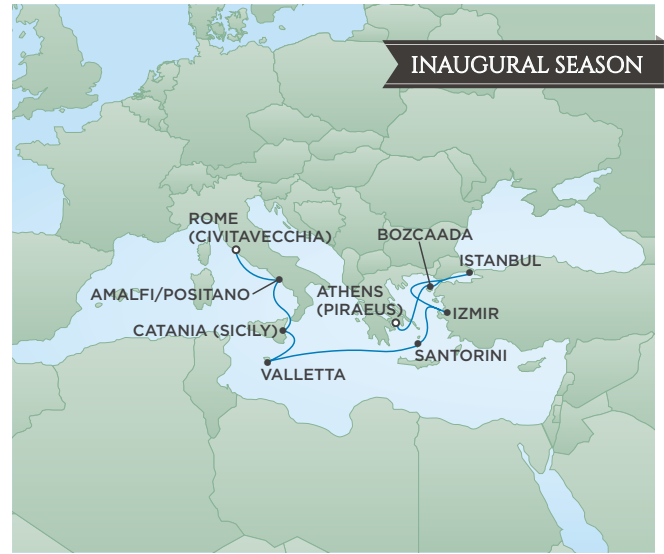 INAUGURAL SEASON
ROME
(CIVITAVECCHIA)
BOZCAADA
ISTANBUL
AMALFI/POSITANO
ATHENS
(PIRAEUS)
IZMIR
CATANIA (SICILY)
SANTORINI
VALLETTA